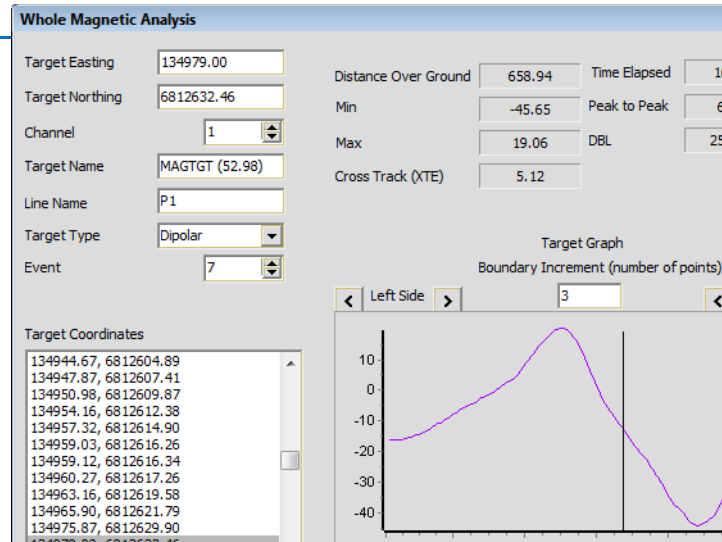 Whole Magnetic Analysis
Target Easting 134979.00
Target Northing 6812632.46
Channel 1
Target Name MAGTGT (52.98)
Line Name P1
Target Type Dipolar
Event 7
Distance Over Ground 658.94 Time Elapsed
Min -45.65 Peak to Peak
Max 19.06 DBL
Cross Track (XTE) 5.12
Target Graph
Boundary Increment (number of points)
< Left Side > 3 <
10
0
-10
-20
-30
-40
Target Coordinates
134944.67, 6812604.89
134947.87, 6812607.41
134950.98, 6812609.87
134954.16, 6812612.38
134957.32, 6812614.90
134959.03, 6812616.26
134959.12, 6812616.34
134960.27, 6812617.26
134963.16, 6812619.58
134965.90, 6812621.79
134975.87, 6812629.90